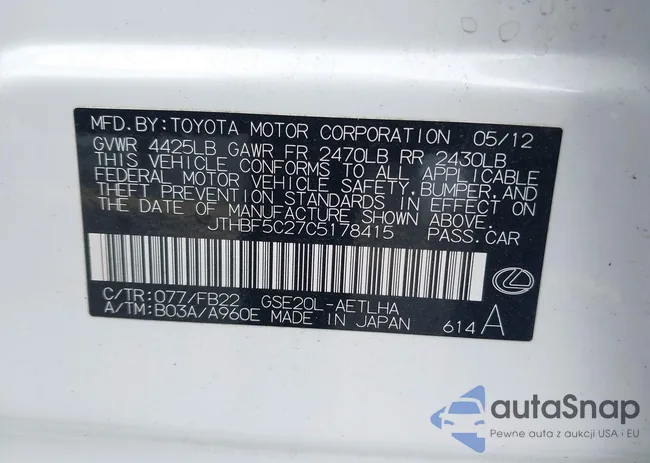 MFD.BY:TOYOTA MOTOR CORPORATION 05/12
GVWR 4425LB GAWR FR 2470LB RR 2430LB
THIS VEHICLE CONFORMS TO ALL APPLICABLE
FEDERAL MOTOR VEHICLE SAFETY,BUMPER,AND
THEFT PREVENTION STANDARDS IN EFFECT ON
THE DATE OF MANUFACTURE SHOWN ABOVE.
JTHBF5C27C5178415 PASS.CAR
C/TR:077/FB22 GSE20L-AETLHA
A/TM:B03A/A960E MADE IN JAPAN 614 A
autoSnap
Pewne auta z aukcji USA i EU